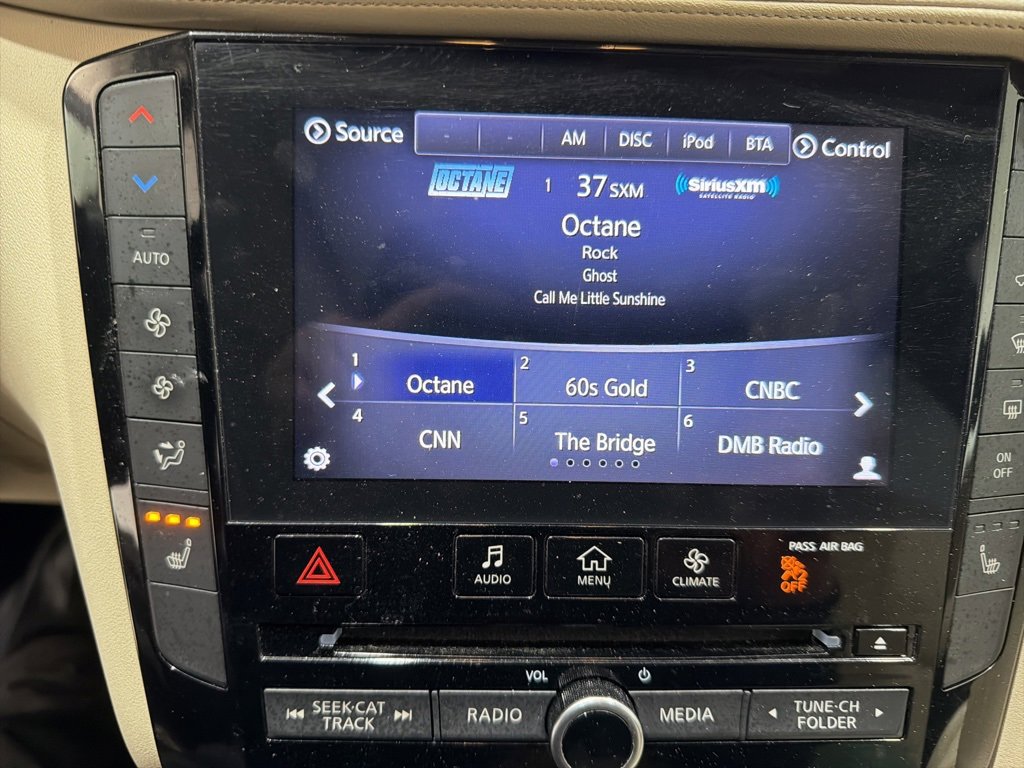 Source
- - AM DISC iPod BTA
Control
OCTANE
1 37 SXM
SiriusXM
SATELLITE RADIO
Octane
Rock
Ghost
Call Me Little Sunshine
1 Octane
2 60s Gold
3 CNBC
4 CNN
5 The Bridge
6 DMB Radio
AUTO
ON
OFF
AUDIO
MENU
CLIMATE
PASS AIR BAG
OFF
VOL
SEEK·CAT
TRACK
RADIO
MEDIA
TUNE·CH
FOLDER